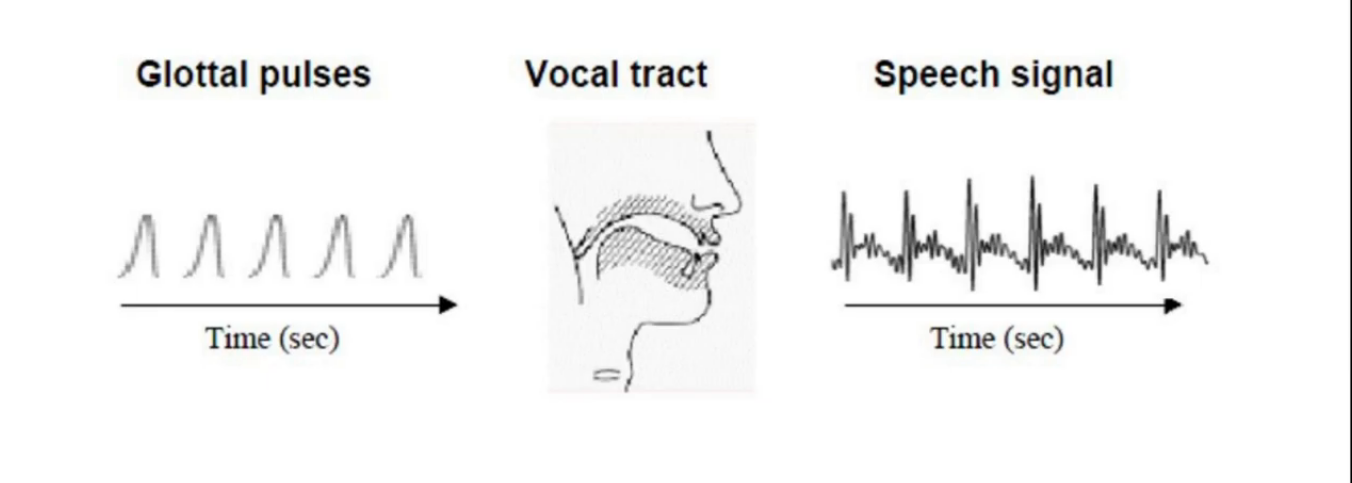 Glottal pulses
Vocal tract
Speech signal
Time (sec)
Time (sec)